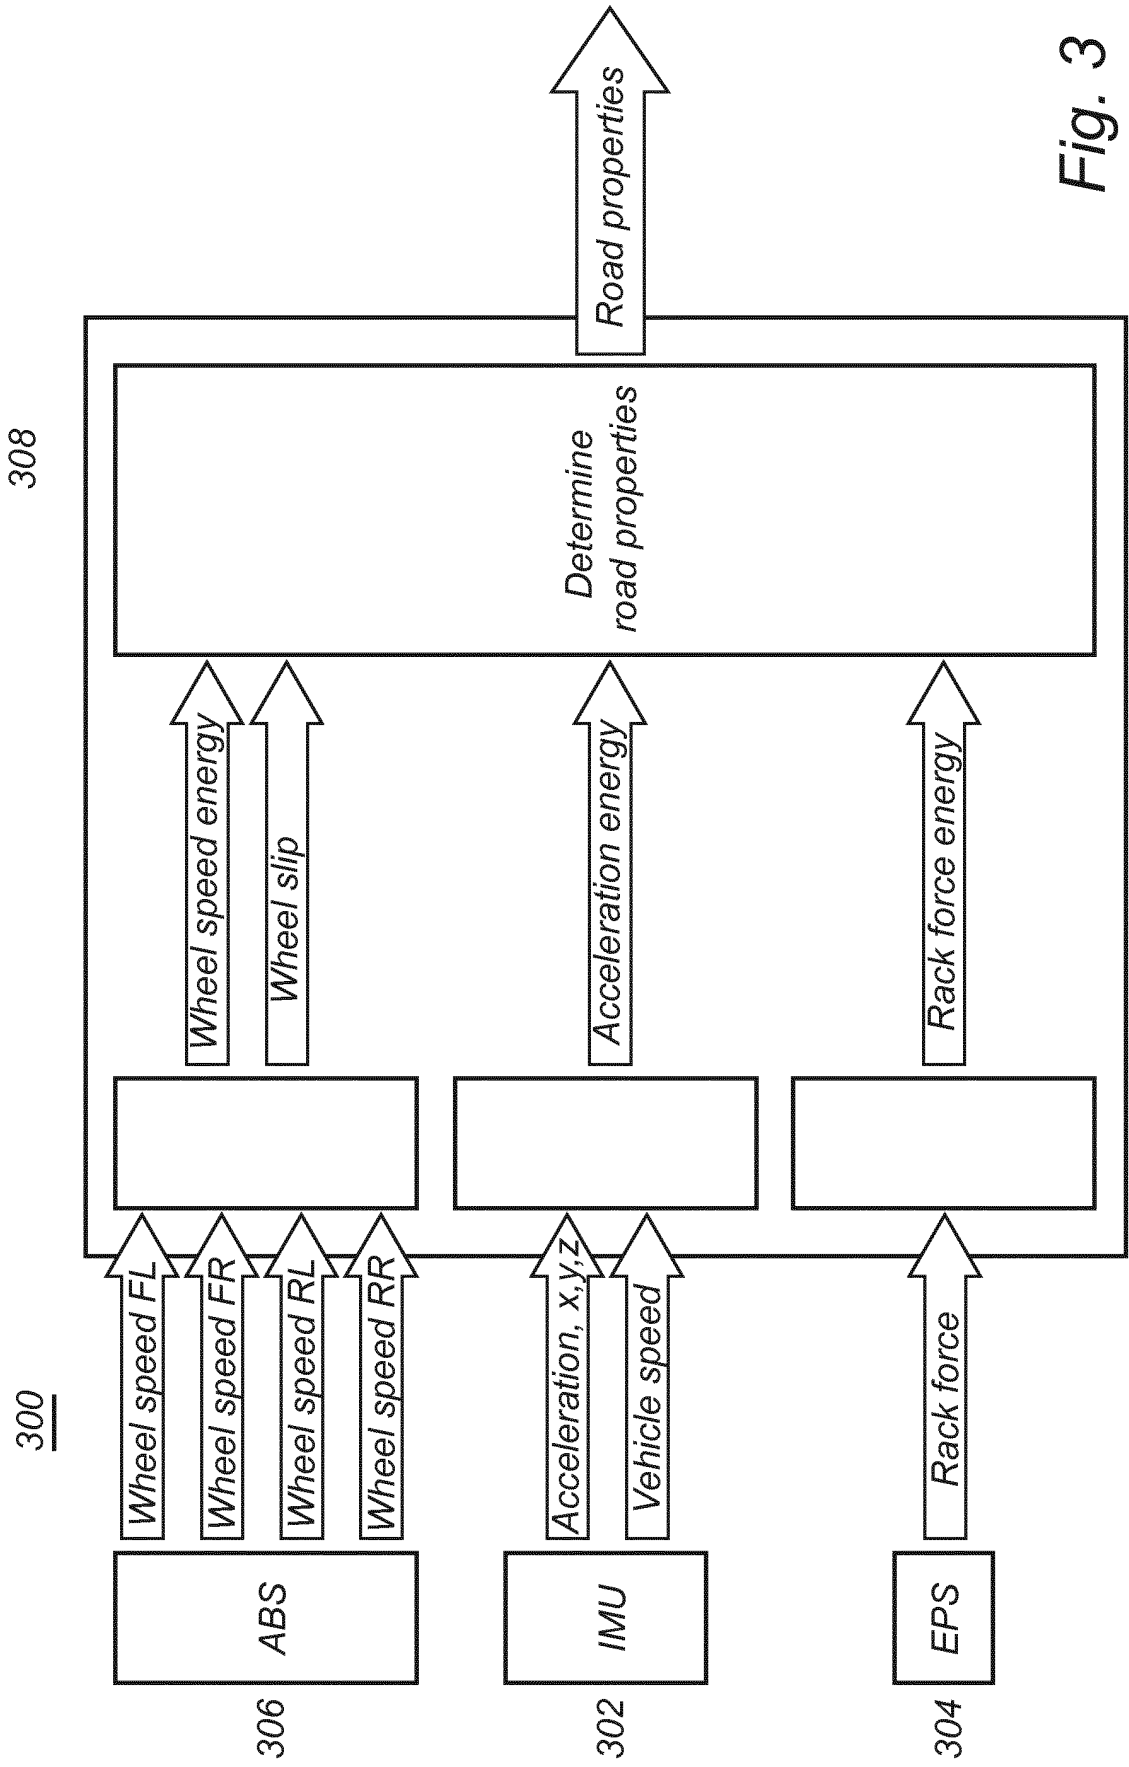 300
308
306
ABS
Wheel speed FL
Wheel speed FR
Wheel speed RL
Wheel speed RR
Wheel speed energy
Wheel slip
302
IMU
Acceleration, x,y,z
Vehicle speed
Acceleration energy
Determine
road properties
Road properties
304
EPS
Rack force
Rack force energy
Fig. 3